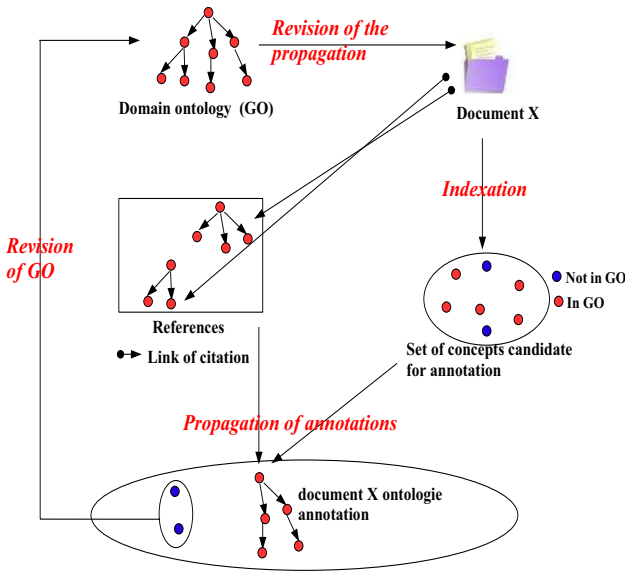 Revision of the
propagation
Domain ontology (GO)
Document X
Indexation
Revision
of GO
Not in GO
In GO
References
Link of citation
Set of concepts candidate
for annotation
Propagation of annotations
document X ontologie
annotation